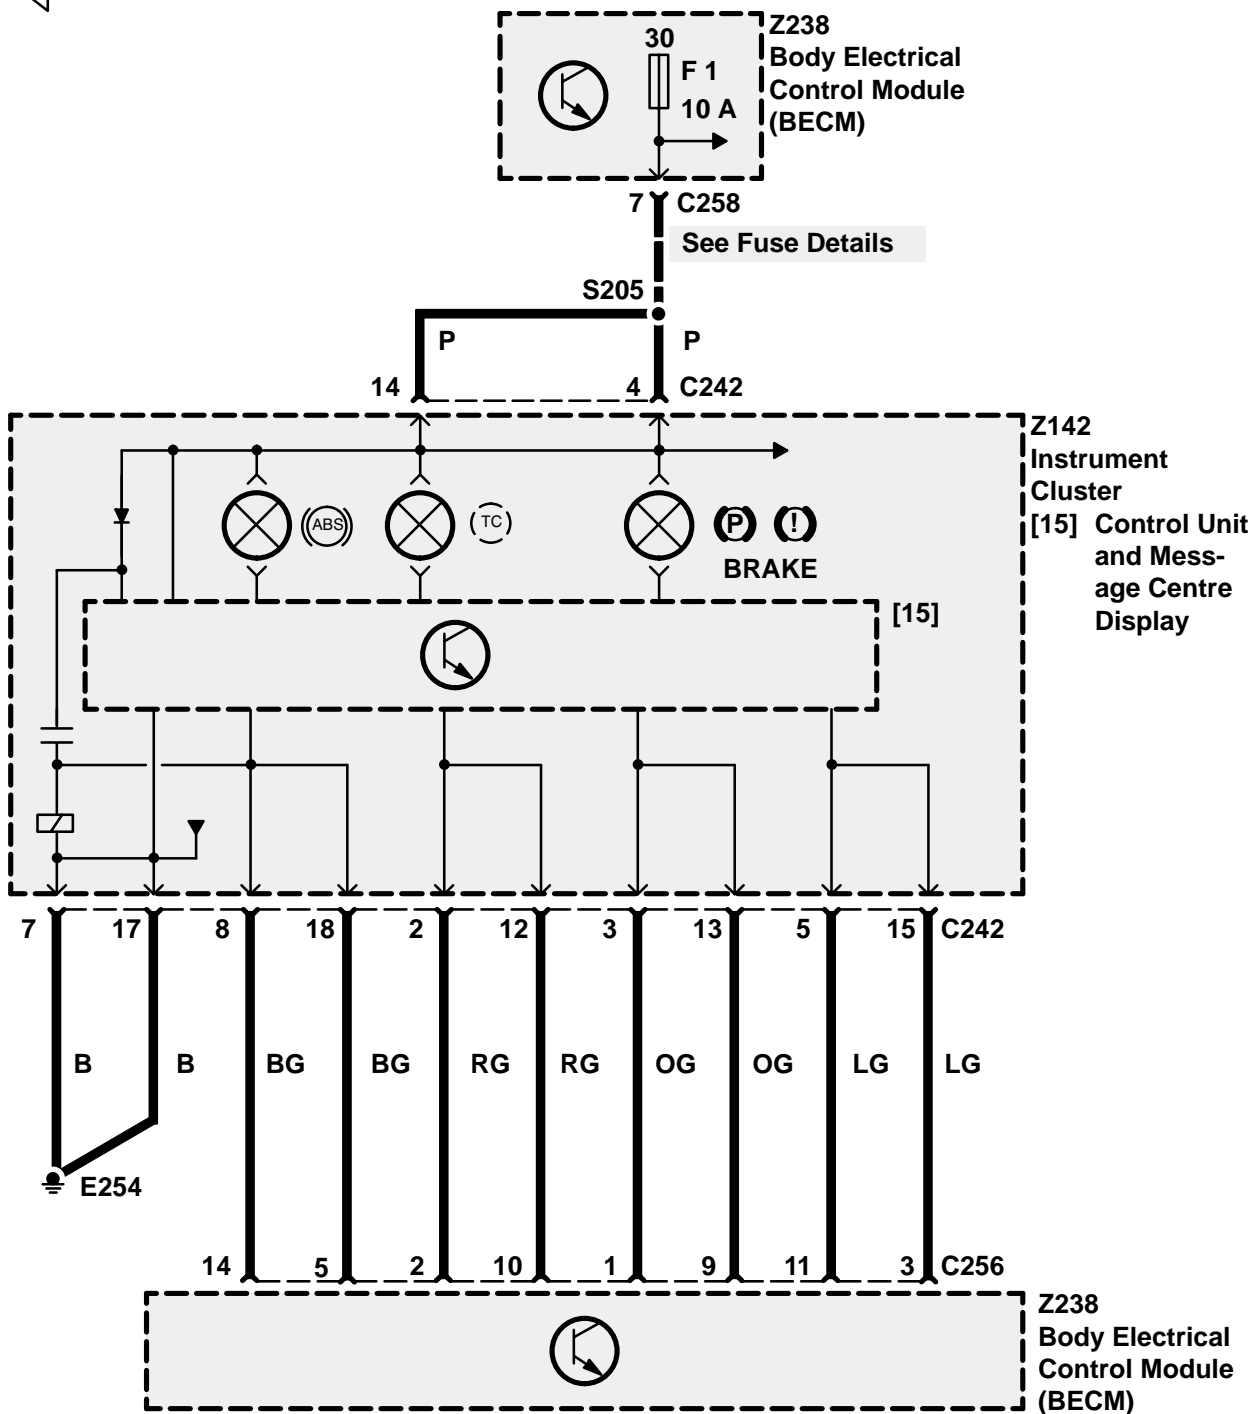 Z238
Body Electrical
Control Module
(BECM)
30
F 1
10 A
7 C258
See Fuse Details
S205
P P
14 4 C242
Z142
Instrument
Cluster
[15] Control Unit
and Mess-
age Centre
Display
ABS TC P !
BRAKE
[15]
7 17 8 18 2 12 3 13 5 15 C242
B B BG BG RG RG OG OG LG LG
E254
14 5 2 10 1 9 11 3 C256
Z238
Body Electrical
Control Module
(BECM)